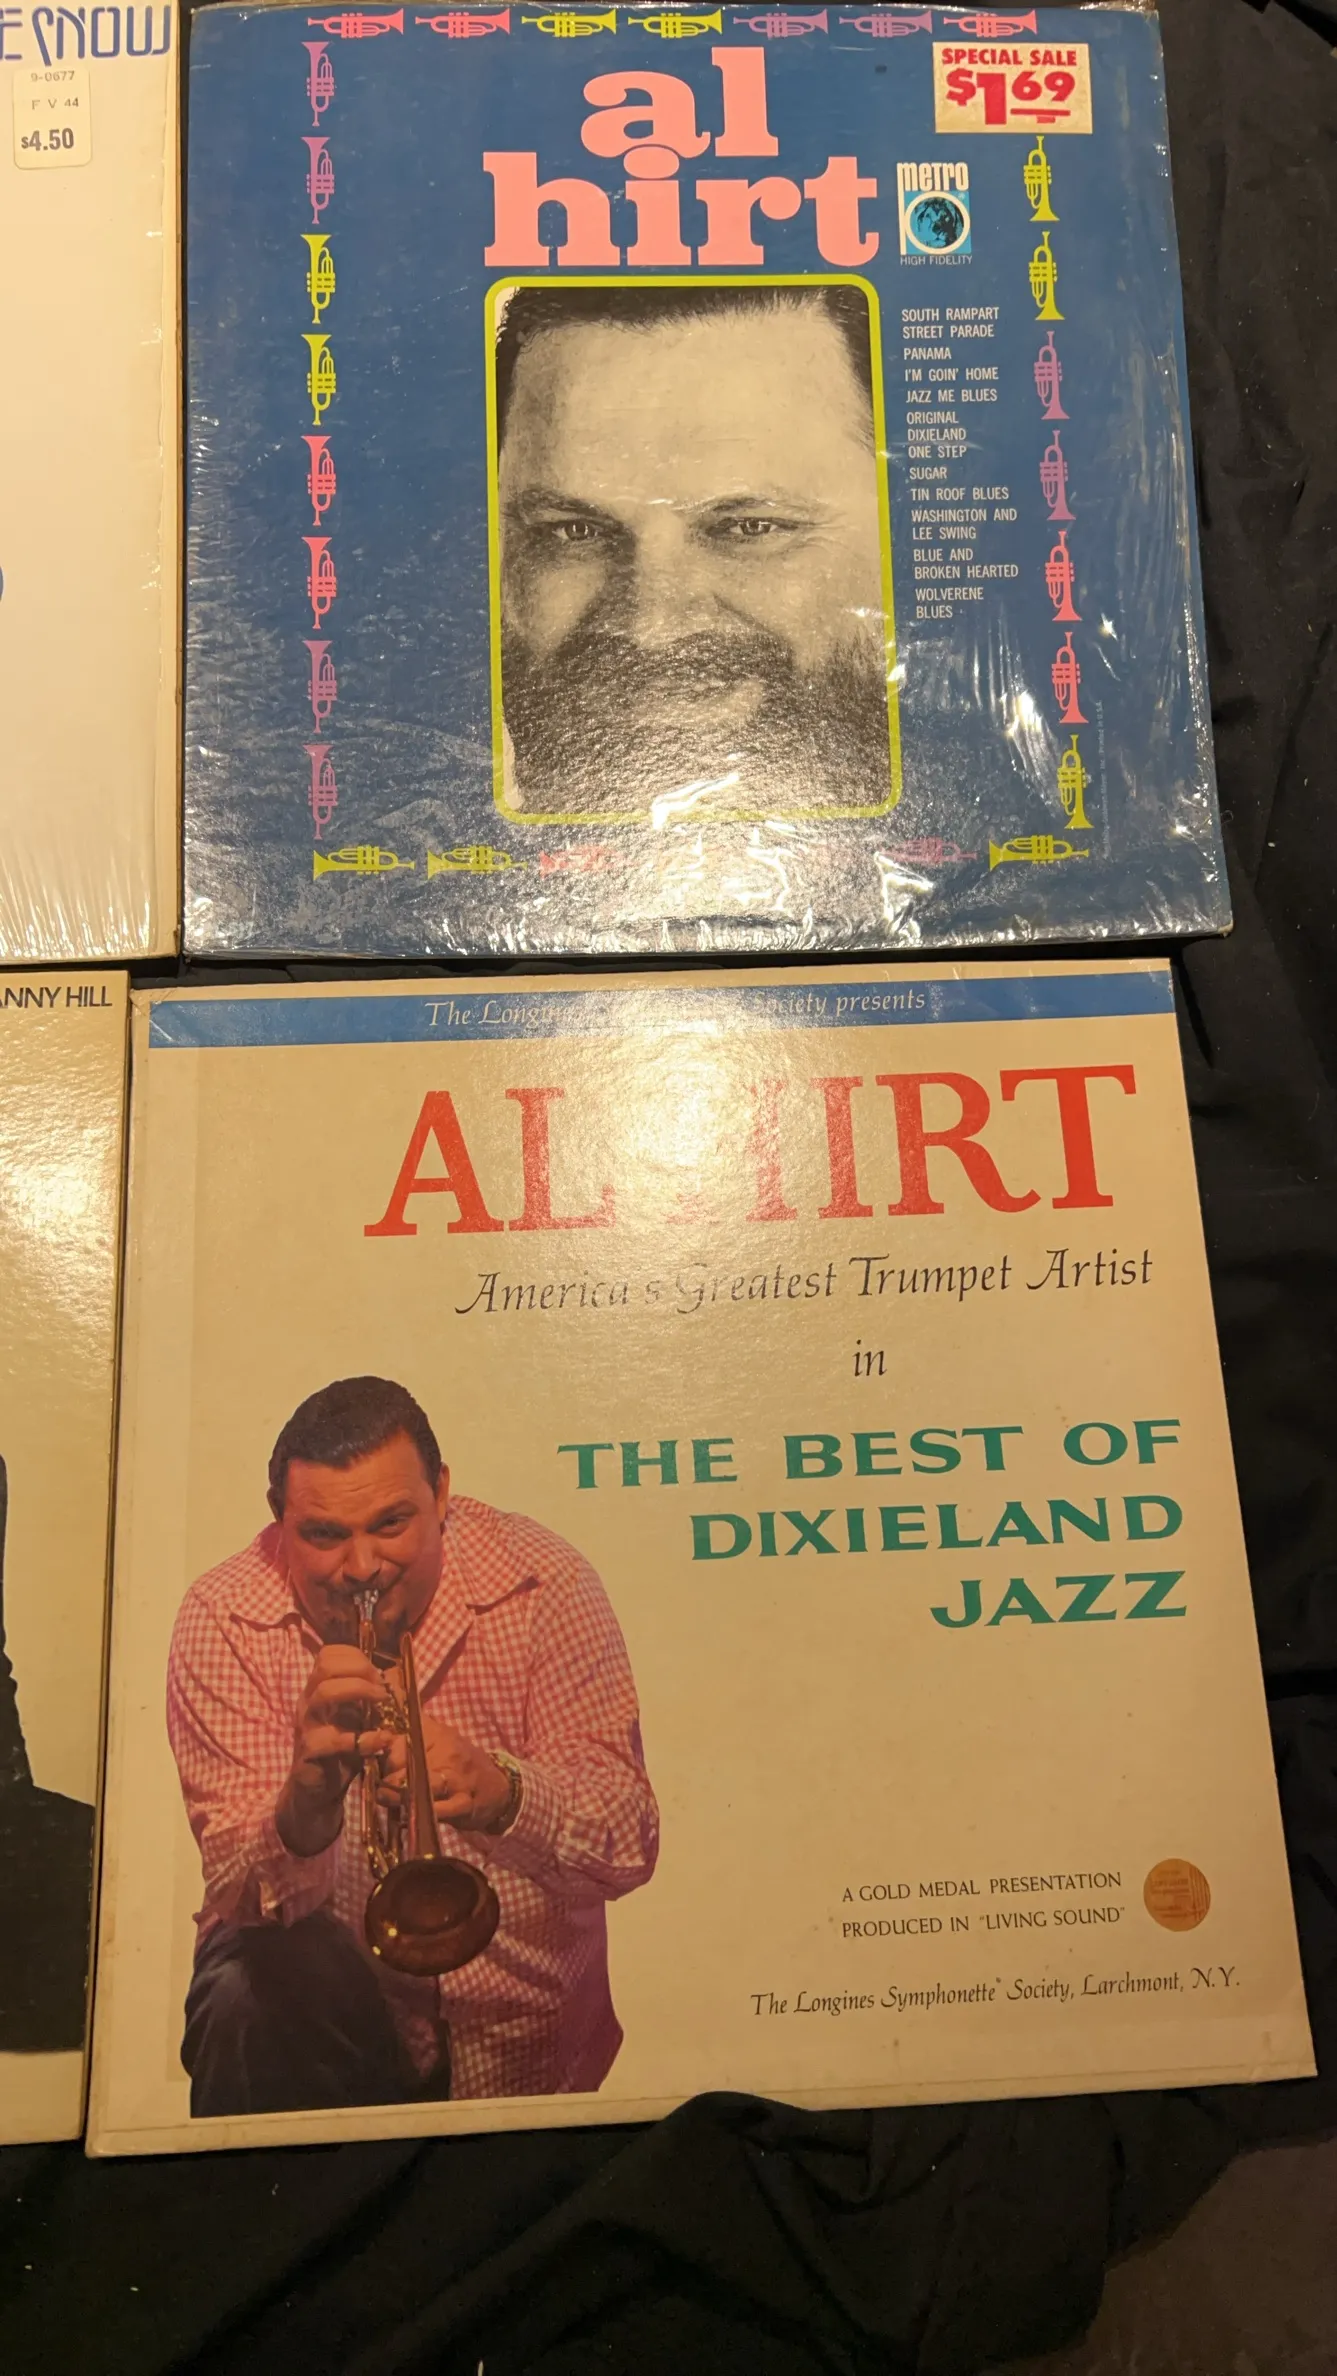 SNOW
9-0677
F V 44
$4.50
al
hirt
SPECIAL SALE
$1.69
METRO
HIGH FIDELITY
SOUTH RAMPART
STREET PARADE
PANAMA
I'M GOIN' HOME
JAZZ ME BLUES
ORIGINAL
DIXIELAND
ONE STEP
SUGAR
TIN ROOF BLUES
WASHINGTON AND
LEE SWING
BLUE AND
BROKEN HEARTED
WOLVERENE
BLUES
HILL
The Longines Society presents
AL HIRT
America's Greatest Trumpet Artist
in
THE BEST OF
DIXIELAND
JAZZ
A GOLD MEDAL PRESENTATION
PRODUCED IN "LIVING SOUND"
The Longines Symphonette® Society, Larchmont, N.Y.